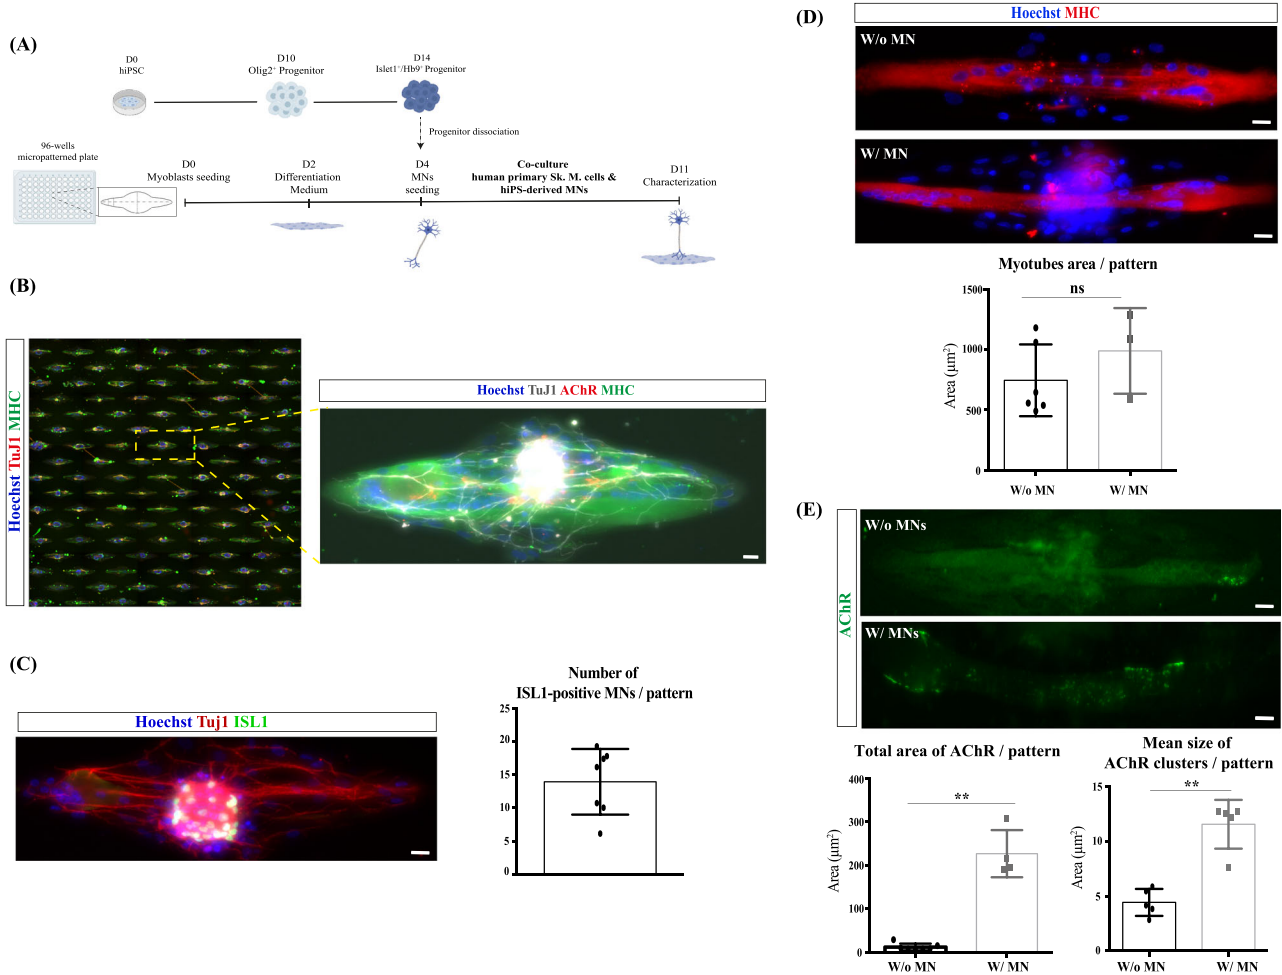 (A)
D0
hiPSC
D10
Olig2⁺ Progenitor
D14
Islet1⁺/Hb9⁺ Progenitor
Progenitor dissociation
96-wells
micropatterned plate
D0
Myoblasts seeding
D2
Differentiation
Medium
D4
MNs
seeding
Co-culture
human primary Sk. M. cells &
hiPS-derived MNs
D11
Characterization
(B)
Hoechst TuJ1 MHC
Hoechst TuJ1 AChR MHC
(C)
Hoechst Tuj1 ISL1
Number of
ISL1-positive MNs / pattern
25
20
15
10
5
0
(D)
Hoechst MHC
W/o MN
W/ MN
Myotubes area / pattern
ns
Area (μm²)
1500
1000
500
0
W/o MN
W/ MN
(E)
AChR
W/o MNs
W/ MNs
Total area of AChR / pattern
**
Area (μm²)
400
300
200
100
0
W/o MN
W/ MN
Mean size of
AChR clusters / pattern
**
Area (μm²)
15
10
5
0
W/o MN
W/ MN